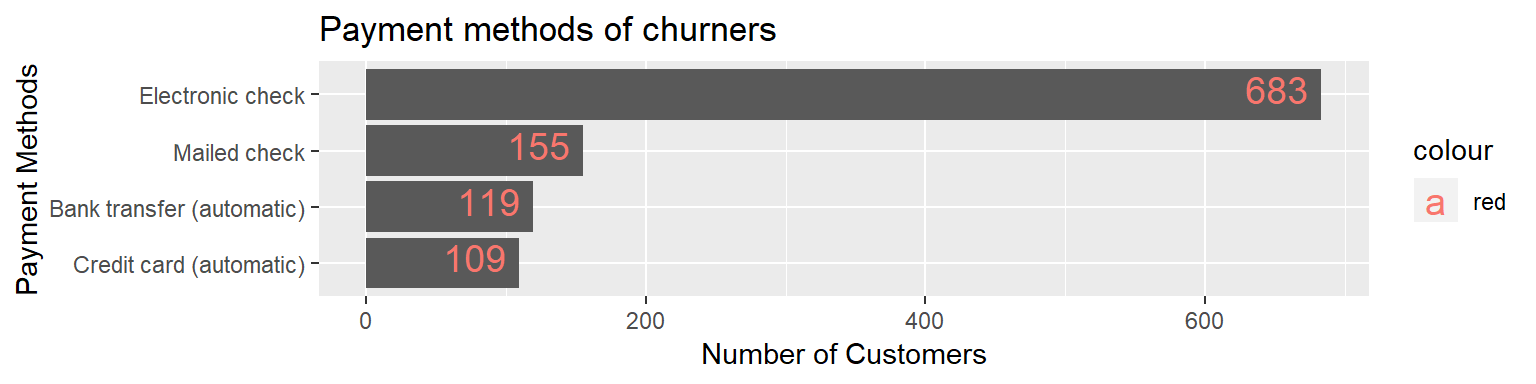 Payment methods of churners
Payment Methods
Electronic check
683
Mailed check
155
Bank transfer (automatic)
119
Credit card (automatic)
109
0 200 400 600
Number of Customers
colour
a red